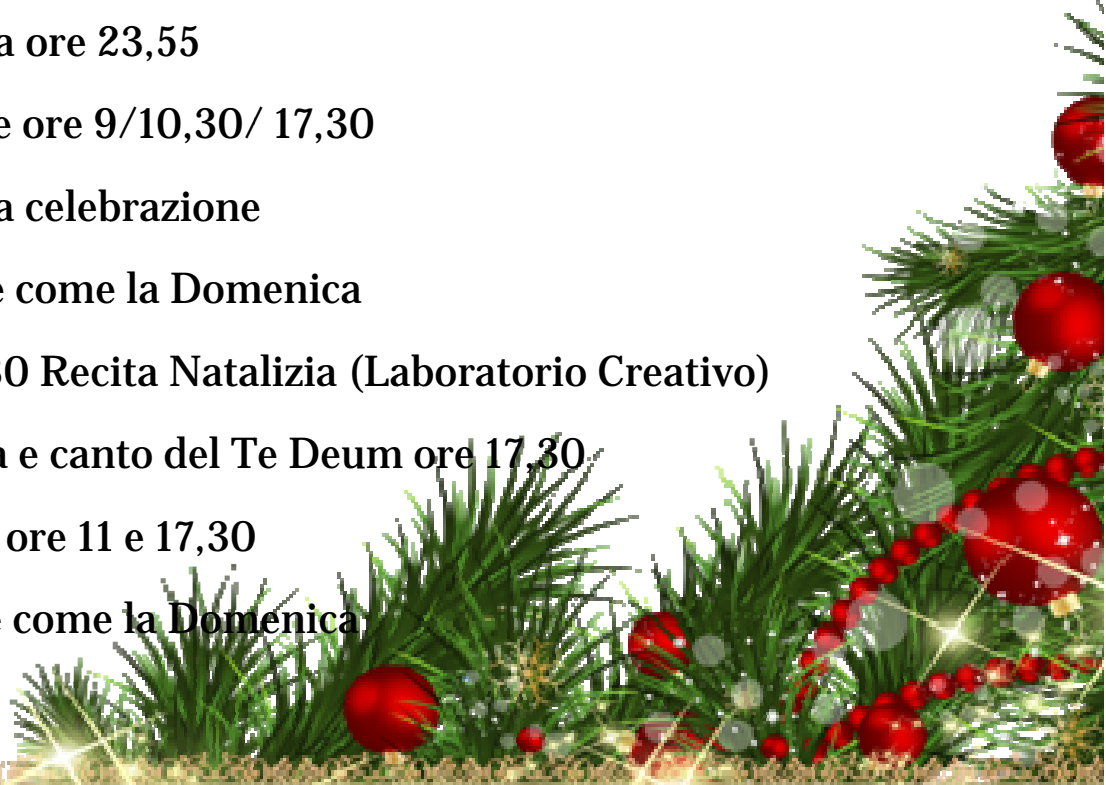 a ore 23,55
e ore 9/10,30/ 17,30
a celebrazione
e come la Domenica
30 Recita Natalizia (Laboratorio Creativo)
a e canto del Te Deum ore 17,30
ore 11 e 17,30
e come la Domenica